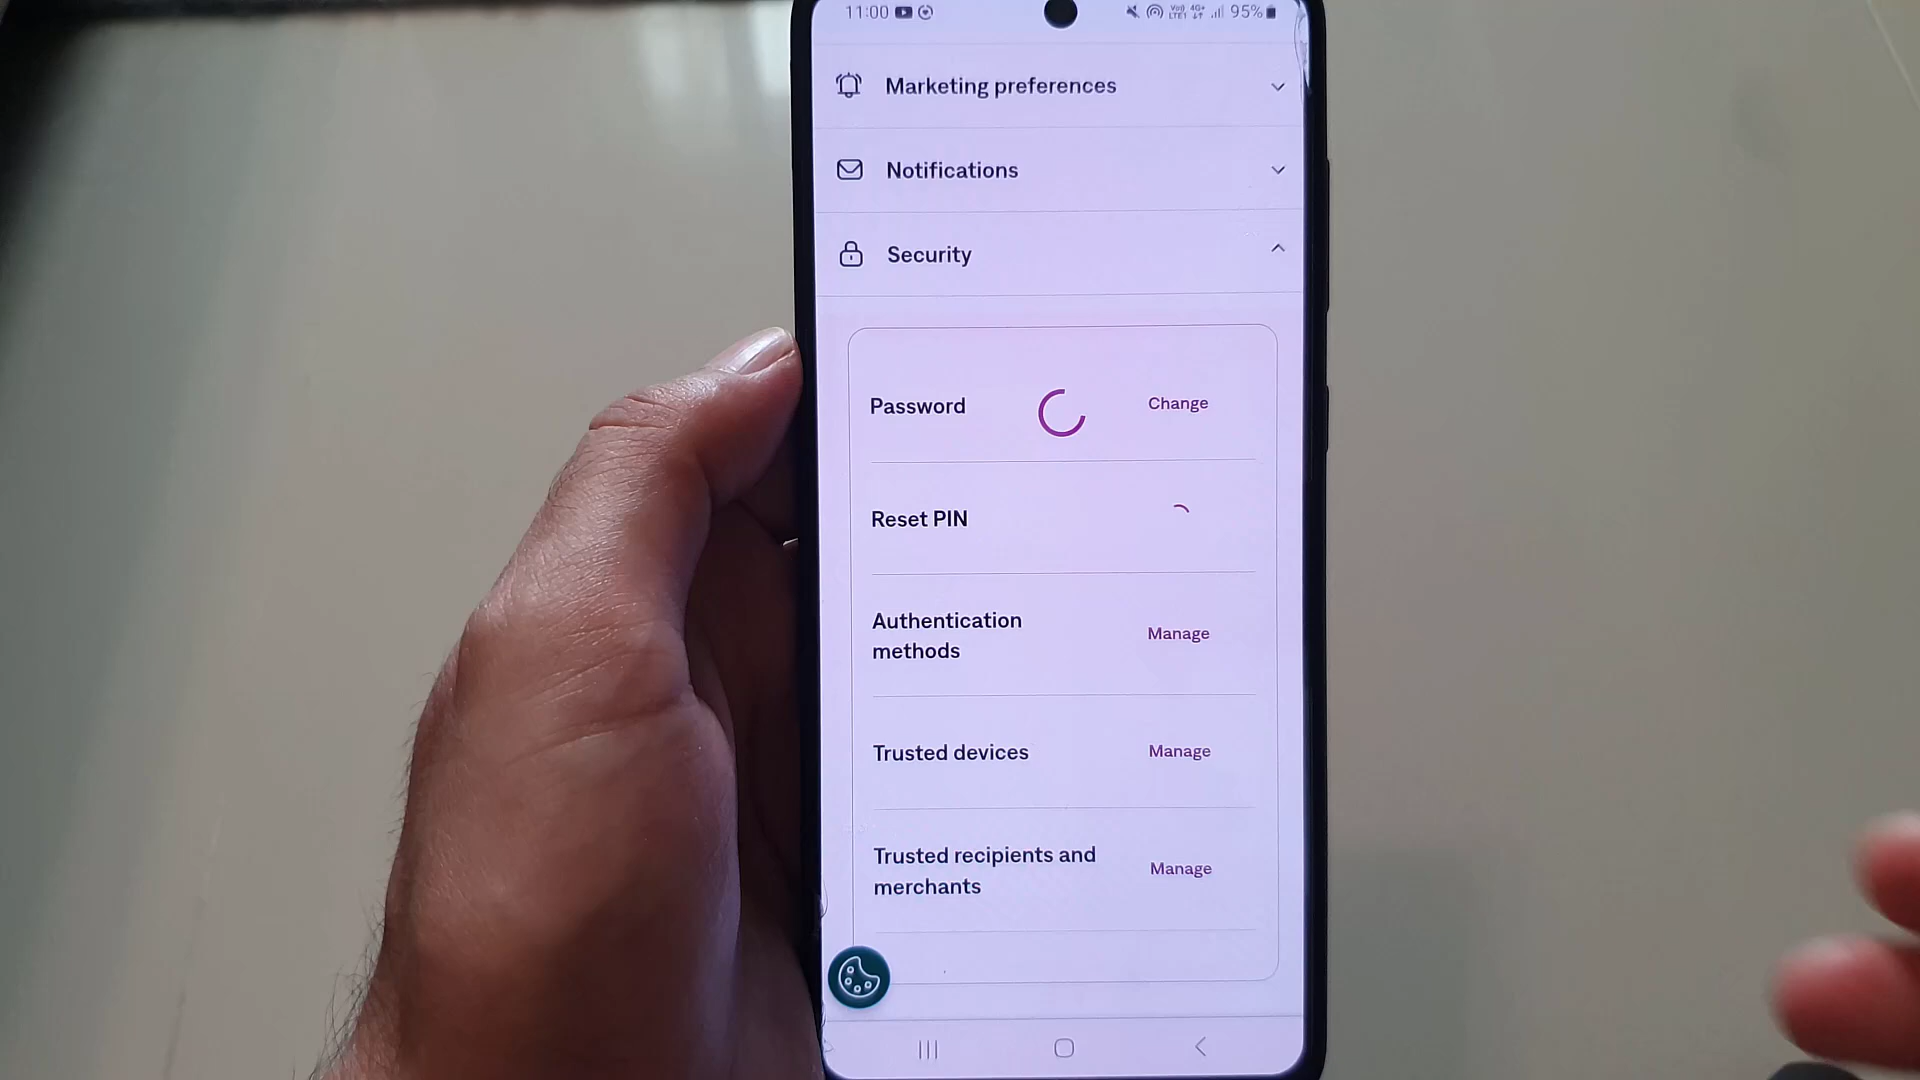 11:00 95%
Marketing preferences
Notifications
Security
Password Change
Reset PIN
Authentication
methods
Manage
Trusted devices Manage
Trusted recipients and
merchants
Manage